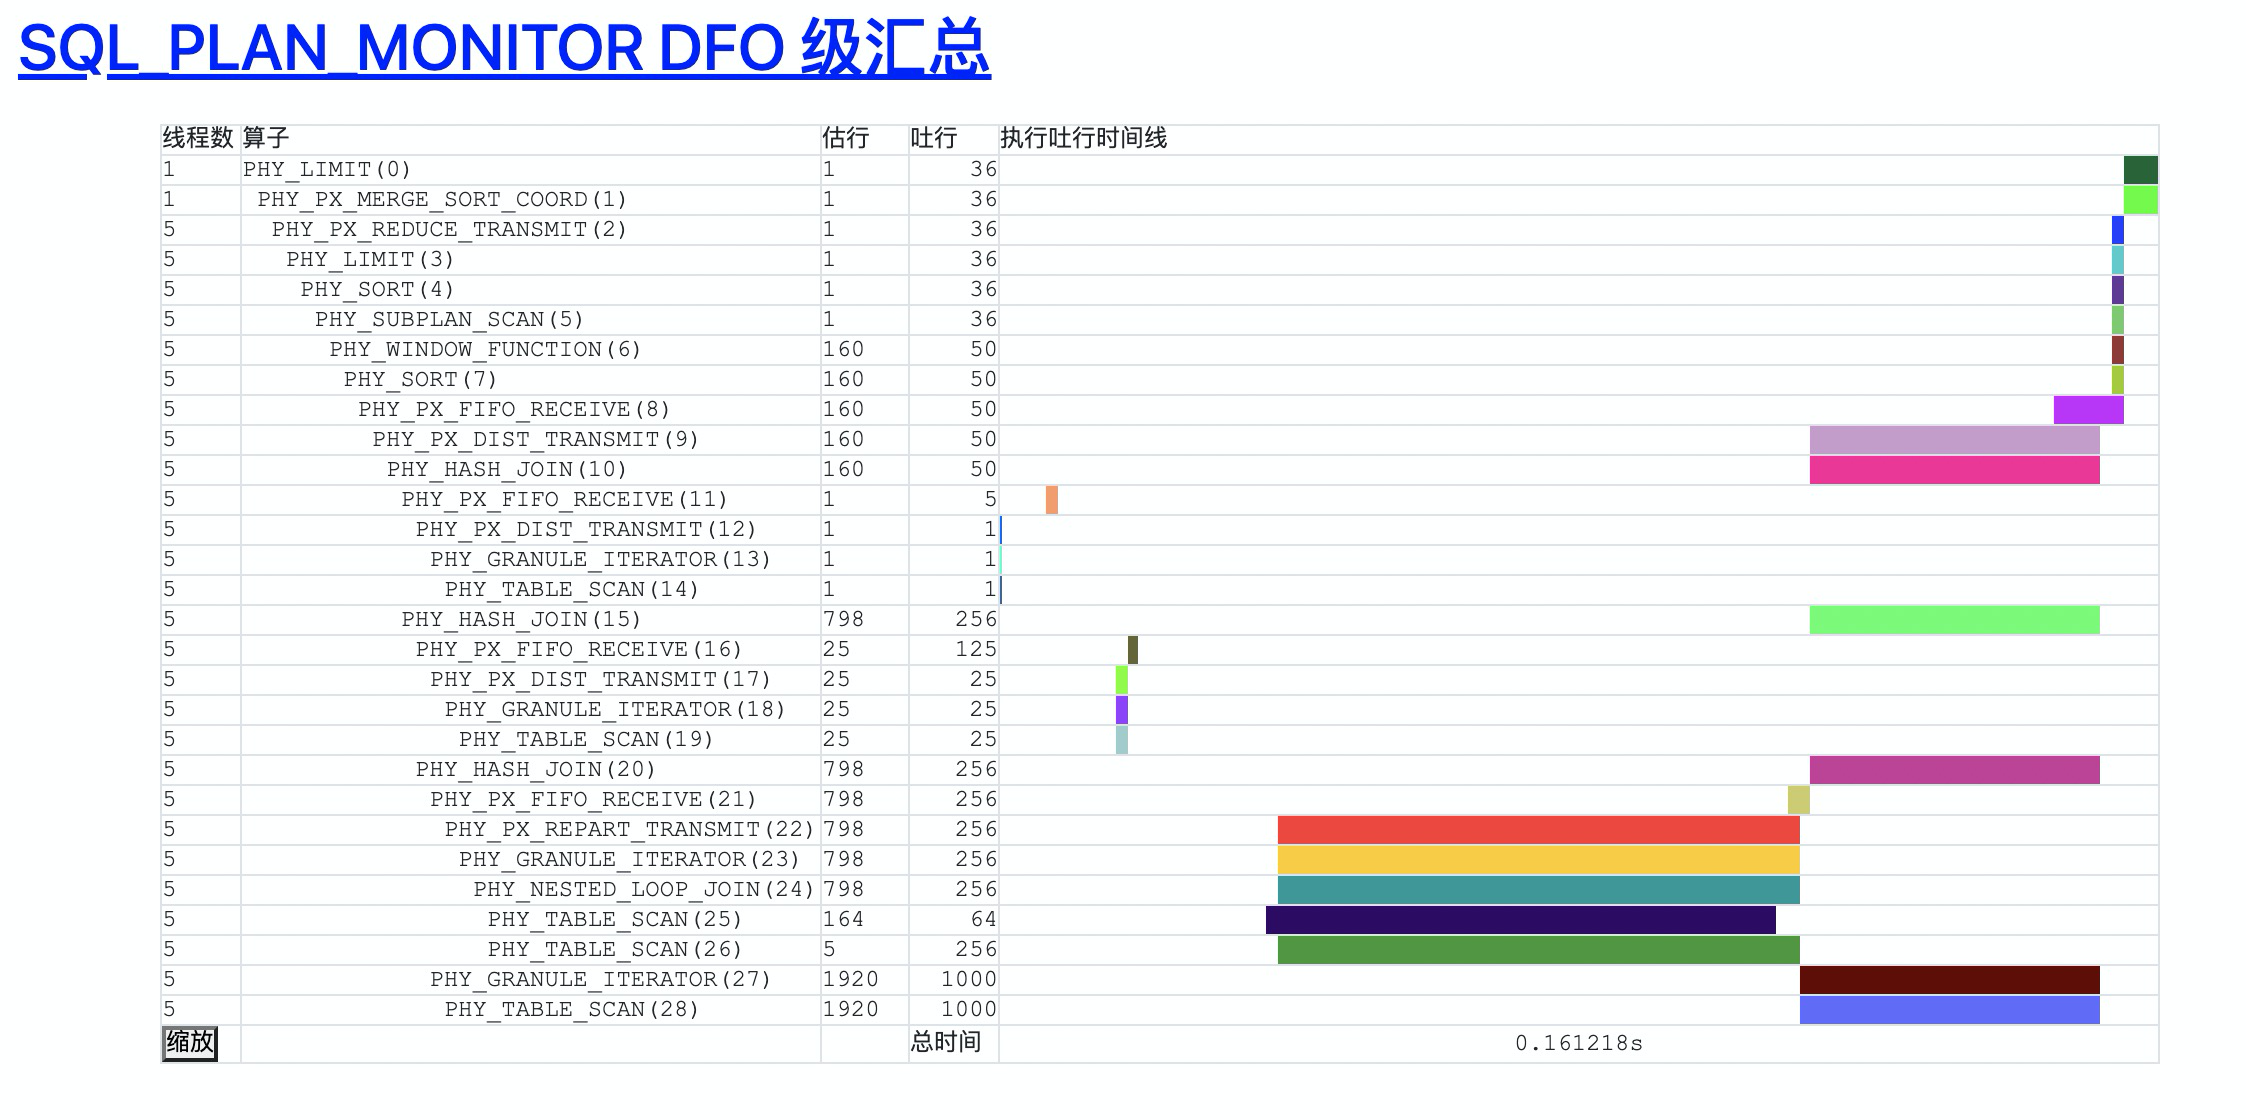 SQL_PLAN_MONITOR DFO 级汇总
线程数 算子 估行 吐行 执行吐行时间线
1 PHY_LIMIT(0) 1 36
1 PHY_PX_MERGE_SORT_COORD(1) 1 36
5 PHY_PX_REDUCE_TRANSMIT(2) 1 36
5 PHY_LIMIT(3) 1 36
5 PHY_SORT(4) 1 36
5 PHY_SUBPLAN_SCAN(5) 1 36
5 PHY_WINDOW_FUNCTION(6) 160 50
5 PHY_SORT(7) 160 50
5 PHY_PX_FIFO_RECEIVE(8) 160 50
5 PHY_PX_DIST_TRANSMIT(9) 160 50
5 PHY_HASH_JOIN(10) 160 50
5 PHY_PX_FIFO_RECEIVE(11) 1 5
5 PHY_PX_DIST_TRANSMIT(12) 1 1
5 PHY_GRANULE_ITERATOR(13) 1 1
5 PHY_TABLE_SCAN(14) 1 1
5 PHY_HASH_JOIN(15) 798 256
5 PHY_PX_FIFO_RECEIVE(16) 25 125
5 PHY_PX_DIST_TRANSMIT(17) 25 25
5 PHY_GRANULE_ITERATOR(18) 25 25
5 PHY_TABLE_SCAN(19) 25 25
5 PHY_HASH_JOIN(20) 798 256
5 PHY_PX_FIFO_RECEIVE(21) 798 256
5 PHY_PX_REPART_TRANSMIT(22) 798 256
5 PHY_GRANULE_ITERATOR(23) 798 256
5 PHY_NESTED_LOOP_JOIN(24) 798 256
5 PHY_TABLE_SCAN(25) 164 64
5 PHY_TABLE_SCAN(26) 5 256
5 PHY_GRANULE_ITERATOR(27) 1920 1000
5 PHY_TABLE_SCAN(28) 1920 1000
缩放 总时间 0.161218s